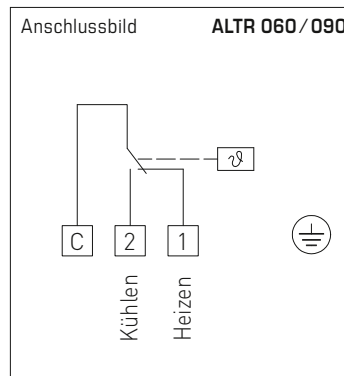 Anschlussbild ALTR 060/090
ϑ
C 2 1
Kühlen
Heizen